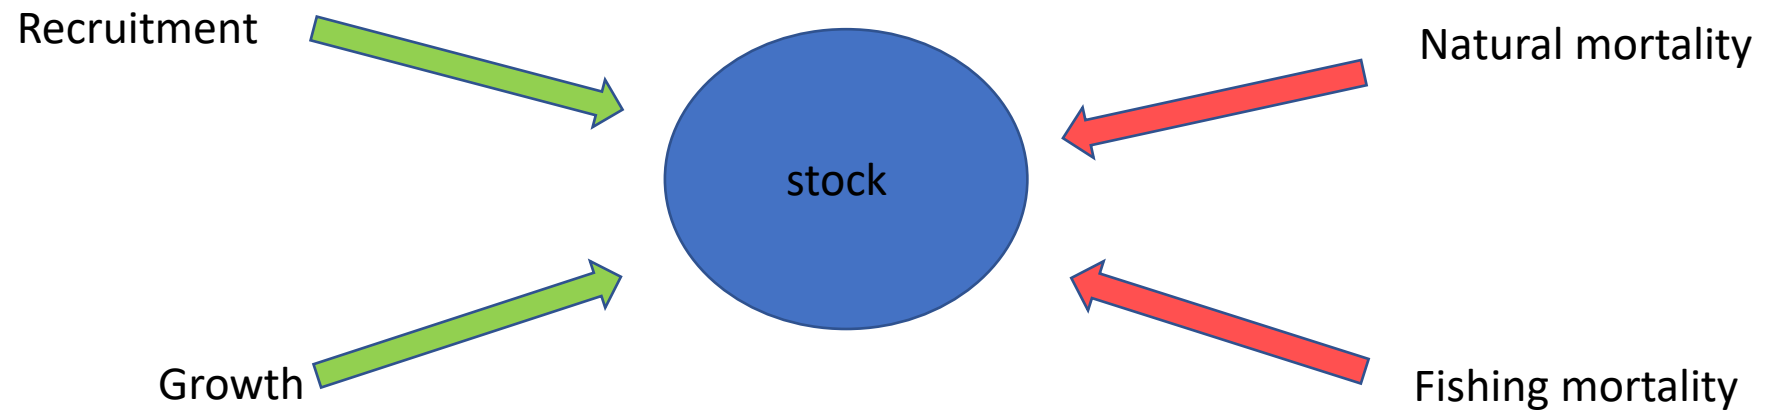 Recruitment
Natural mortality
stock
Growth
Fishing mortality